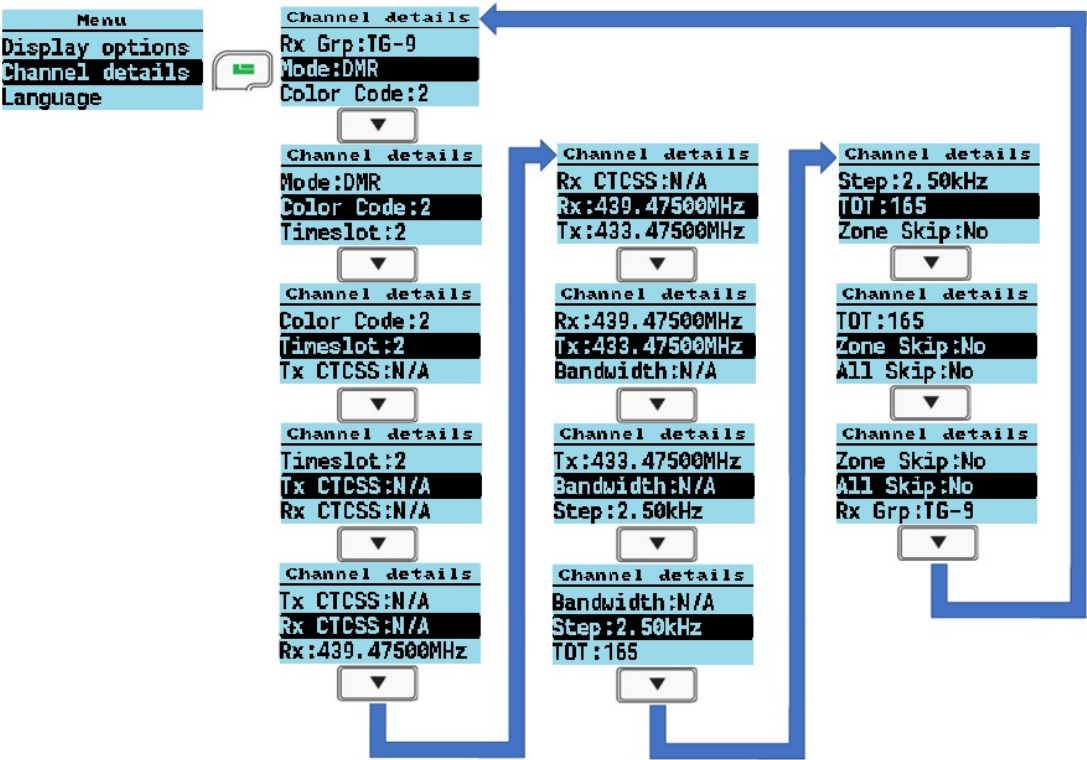 Menu
Display options
Channel details
Language
Channel details
Rx Grp:TG-9
Mode:DMR
Color Code:2
Channel details
Mode:DMR
Color Code:2
Timeslot:2
Channel details
Color Code:2
Timeslot:2
Tx CTCSS:N/A
Channel details
Timeslot:2
Tx CTCSS:N/A
Rx CTCSS:N/A
Channel details
Tx CTCSS:N/A
Rx CTCSS:N/A
Rx:439.47500MHz
Channel details
Rx CTCSS:N/A
Rx:439.47500MHz
Tx:433.47500MHz
Channel details
Rx:439.47500MHz
Tx:433.47500MHz
Bandwidth:N/A
Channel details
Tx:433.47500MHz
Bandwidth:N/A
Step:2.50kHz
Channel details
Bandwidth:N/A
Step:2.50kHz
TOT:165
Channel details
Step:2.50kHz
TOT:165
Zone Skip:No
Channel details
TOT:165
Zone Skip:No
All Skip:No
Channel details
Zone Skip:No
All Skip:No
Rx Grp:TG-9